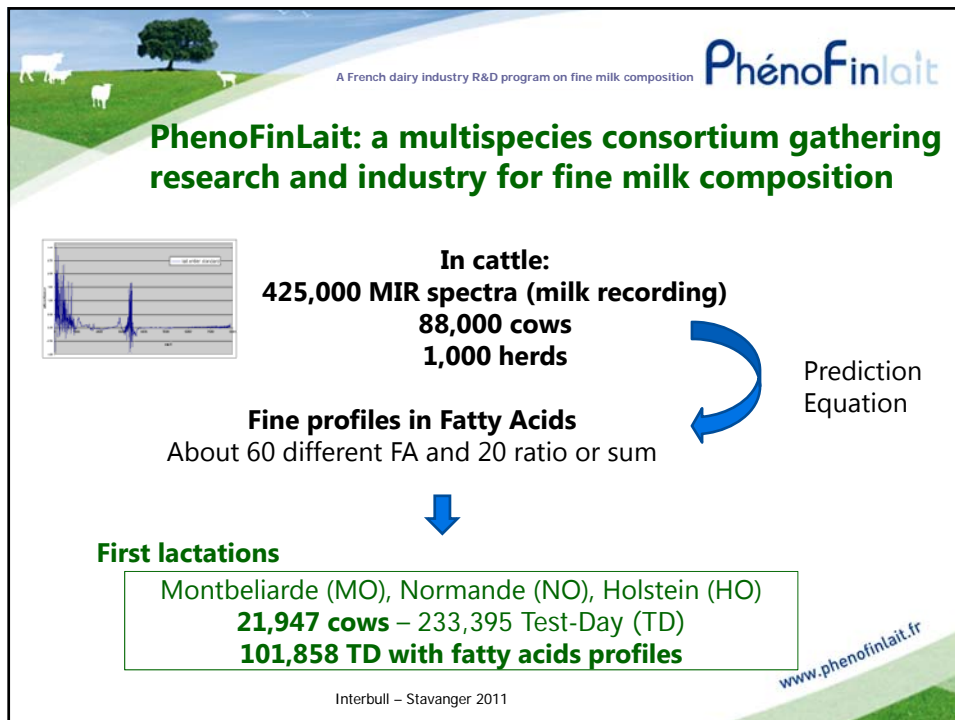 A French dairy industry R&D program on fine milk composition
PhénoFinlait
PhenoFinLait: a multispecies consortium gathering
research and industry for fine milk composition
In cattle:
425,000 MIR spectra (milk recording)
88,000 cows
1,000 herds
Prediction
Equation
Fine profiles in Fatty Acids
About 60 different FA and 20 ratio or sum
First lactations
Montbeliarde (MO), Normande (NO), Holstein (HO)
21,947 cows – 233,395 Test-Day (TD)
101,858 TD with fatty acids profiles
www.phenofinlait.fr
Interbull – Stavanger 2011